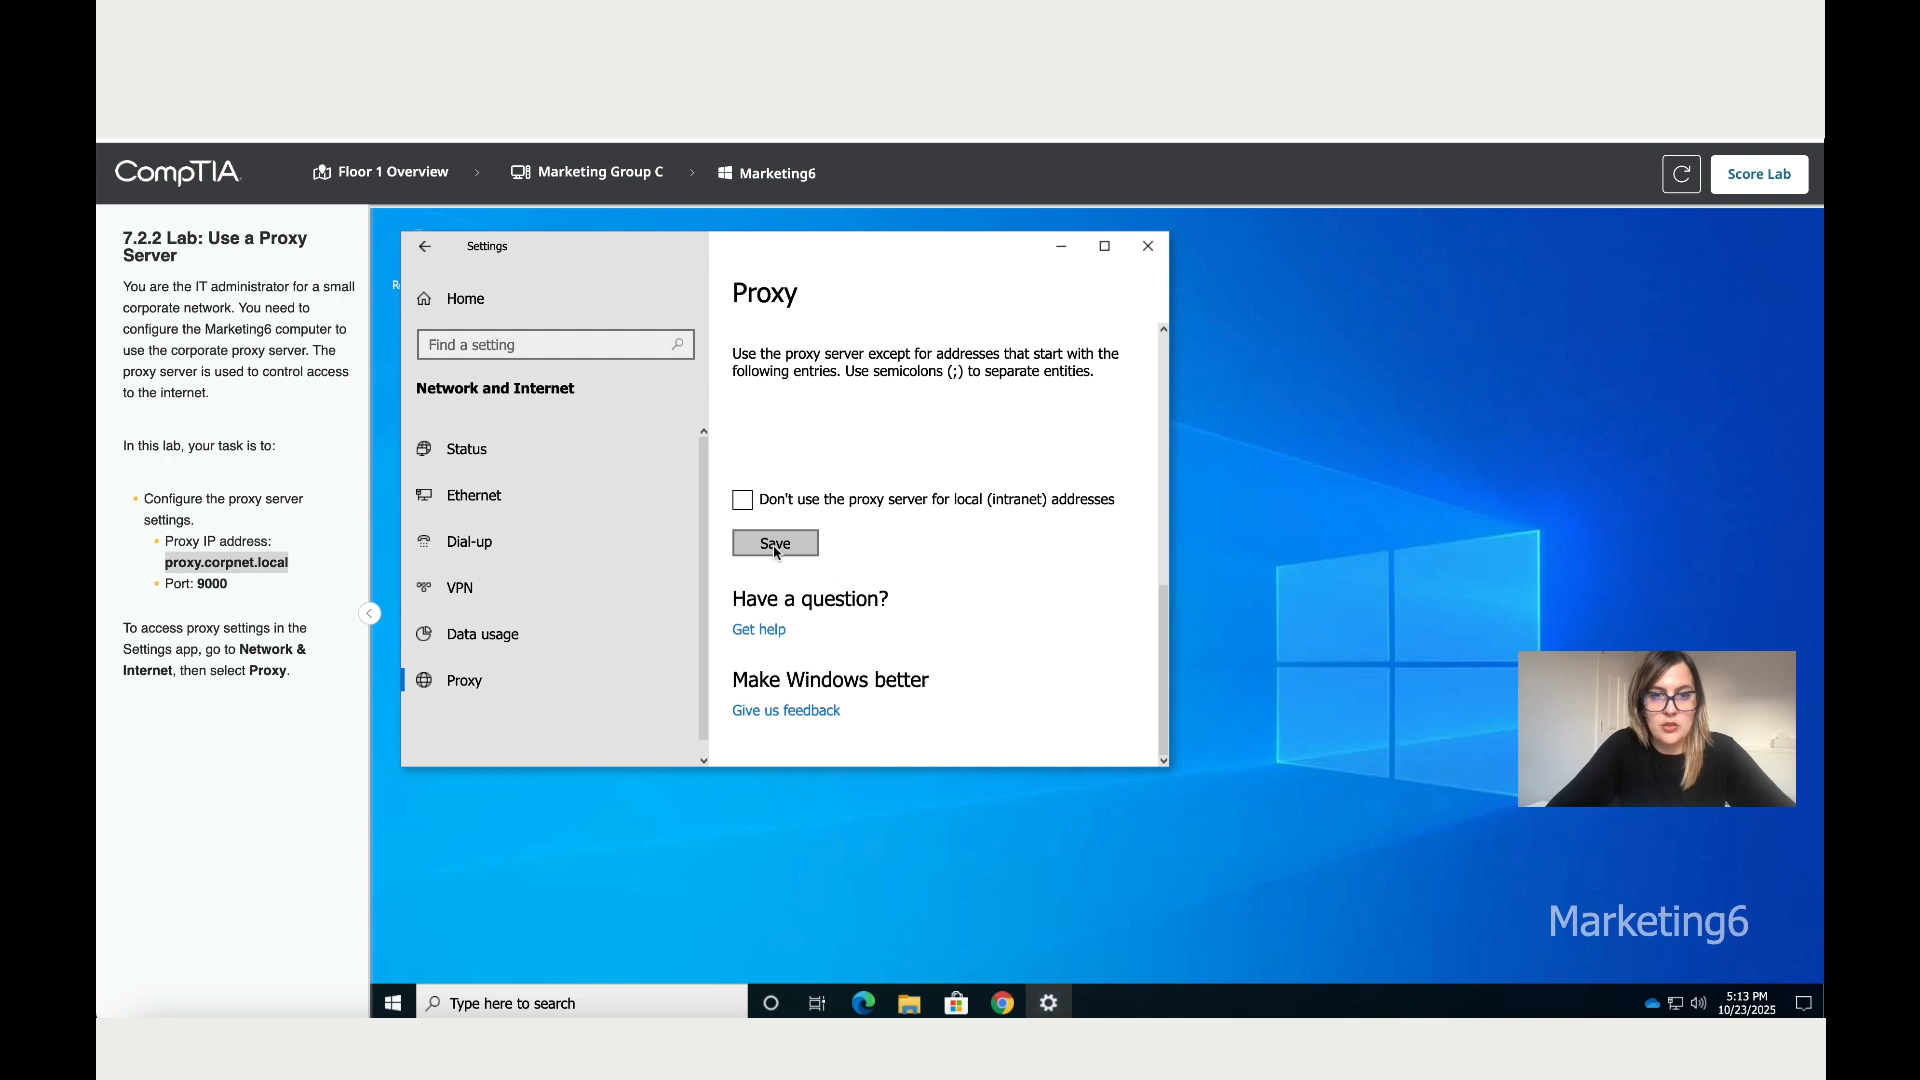 CompTIA.
Floor 1 Overview
Marketing Group C
Marketing6
Score Lab
7.2.2 Lab: Use a Proxy
Server
You are the IT administrator for a small
corporate network. You need to
configure the Marketing6 computer to
use the corporate proxy server. The
proxy server is used to control access
to the internet.
In this lab, your task is to:
Configure the proxy server
settings.
Proxy IP address:
proxy.corpnet.local
Port: 9000
To access proxy settings in the
Settings app, go to Network &
Internet, then select Proxy.
Settings
Home
Find a setting
Network and Internet
Status
Ethernet
Dial-up
VPN
Data usage
Proxy
Proxy
Use the proxy server except for addresses that start with the
following entries. Use semicolons (;) to separate entities.
Don't use the proxy server for local (intranet) addresses
Save
Have a question?
Get help
Make Windows better
Give us feedback
Marketing6
Type here to search
5:13 PM
10/23/2025